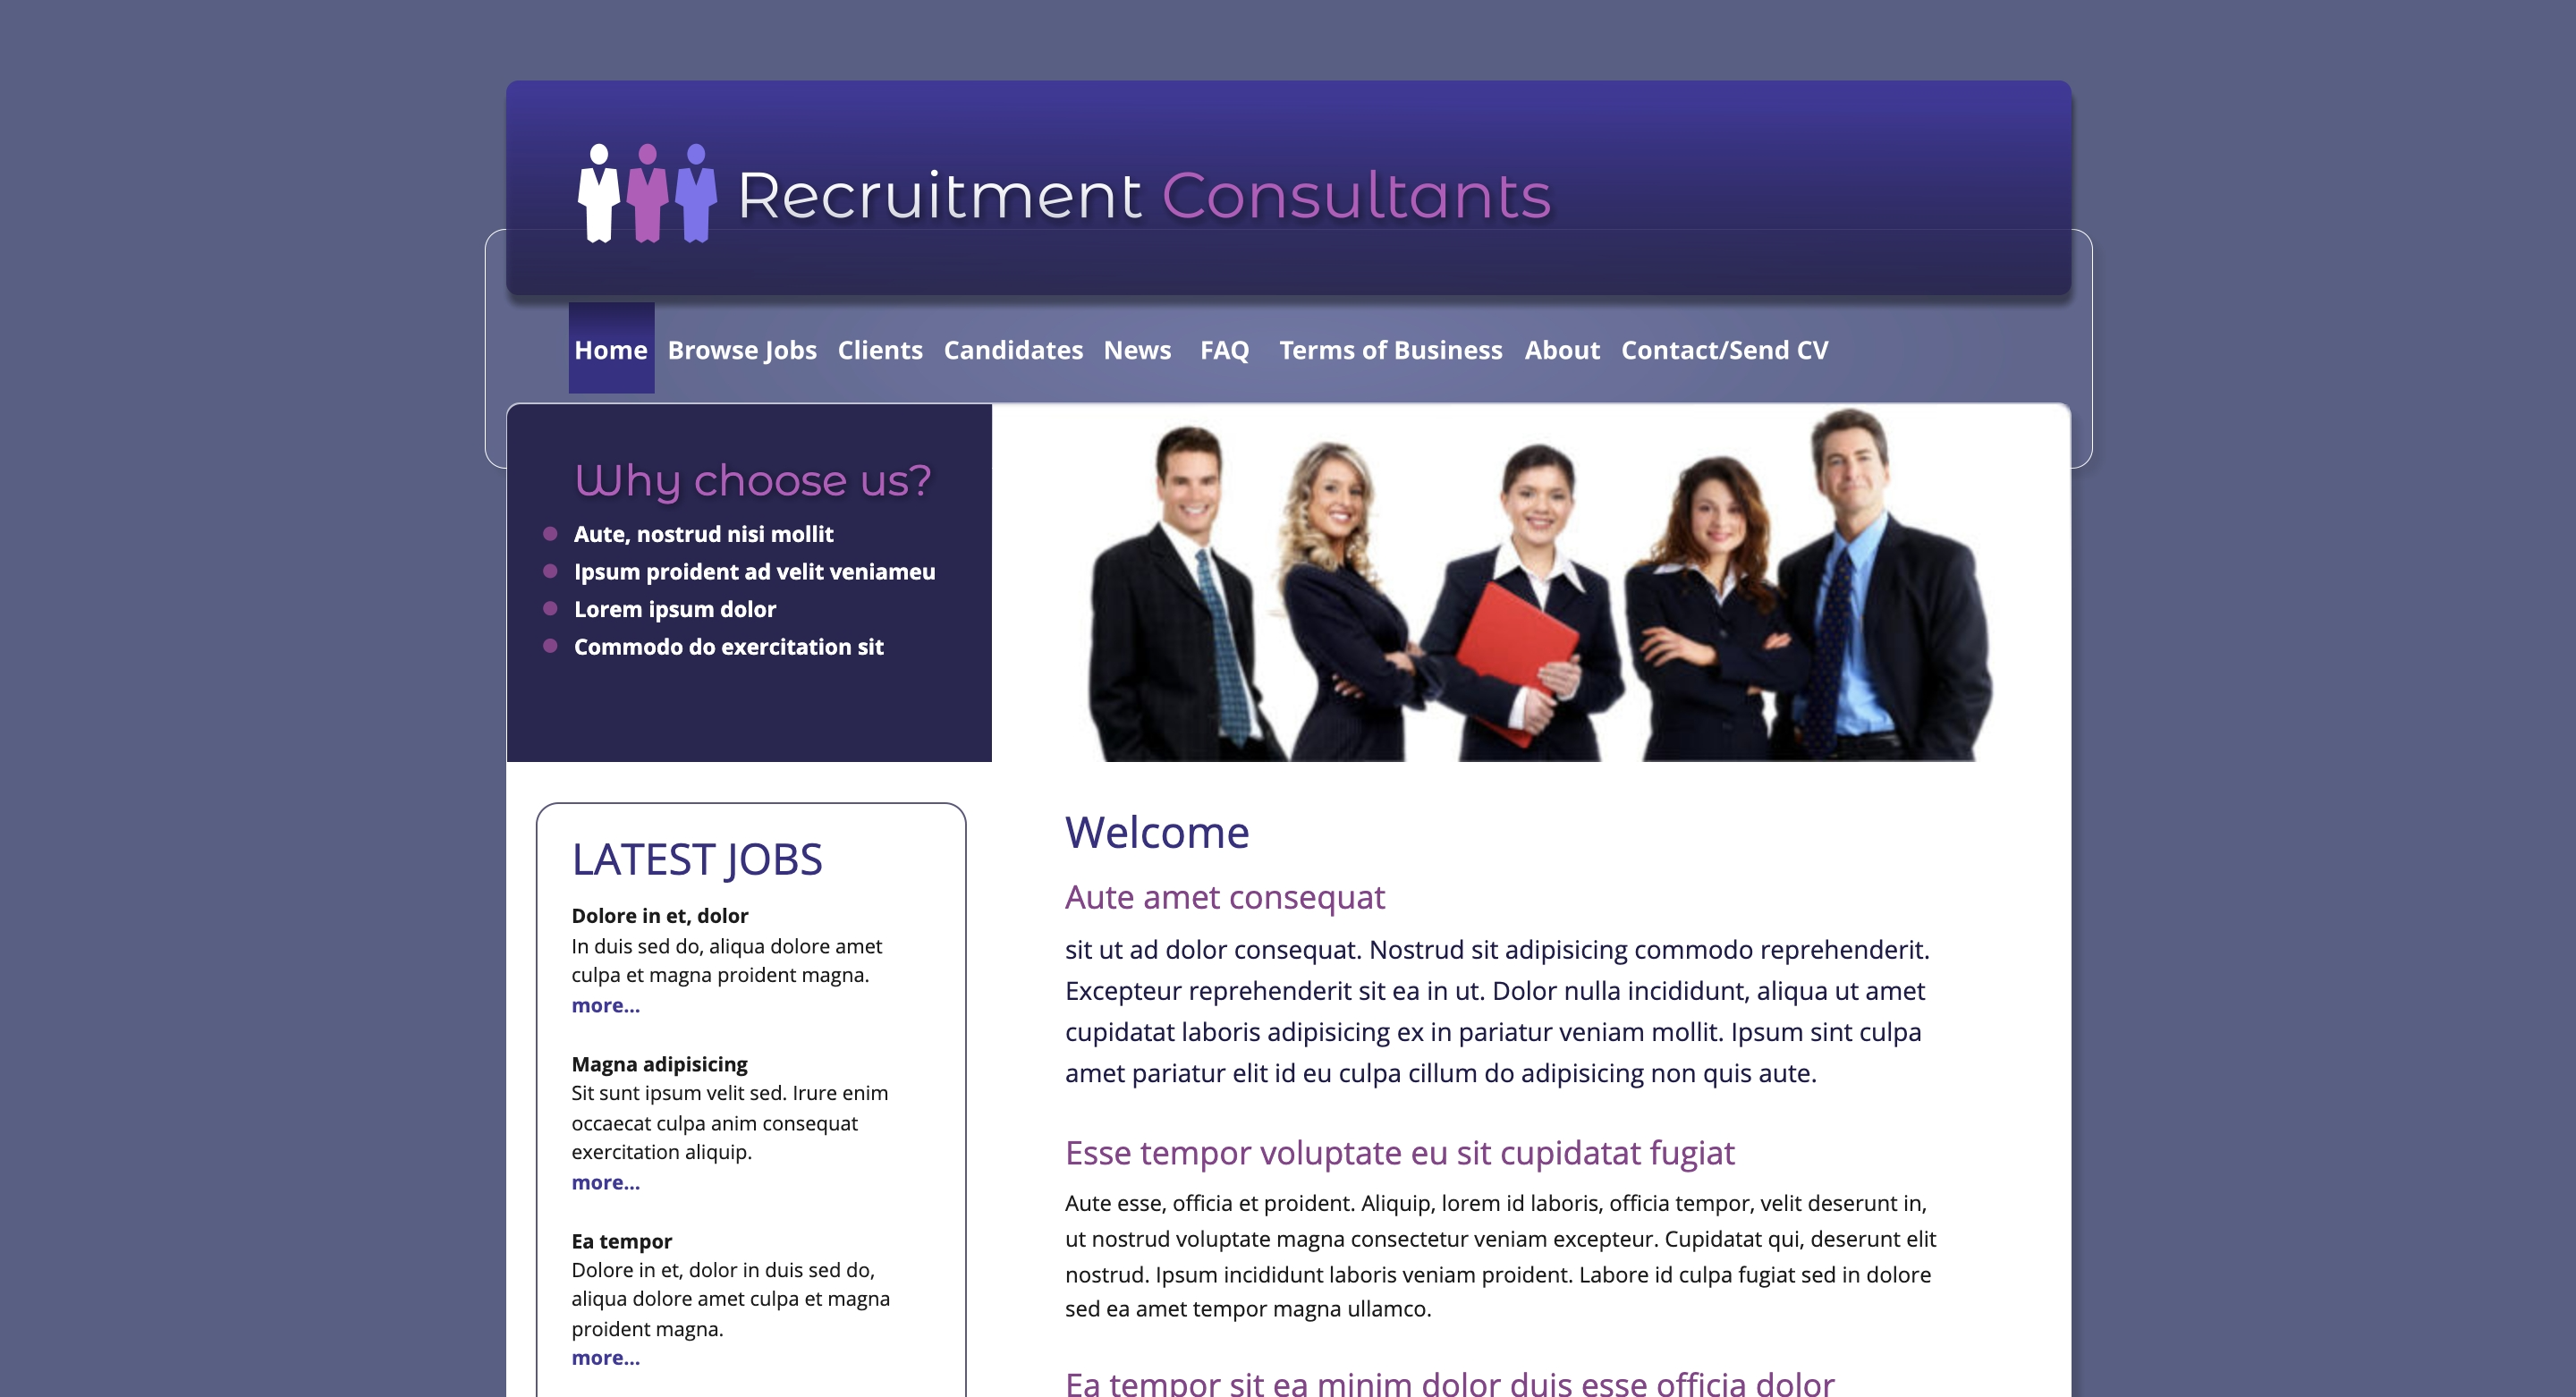 Recruitment Consultants
Home Browse Jobs Clients Candidates News FAQ Terms of Business About Contact/Send CV
Why choose us?
Aute, nostrud nisi mollit
Ipsum proident ad velit veniameu
Lorem ipsum dolor
Commodo do exercitation sit
LATEST JOBS
Dolore in et, dolor
In duis sed do, aliqua dolore amet
culpa et magna proident magna.
more...
Magna adipisicing
Sit sunt ipsum velit sed. Irure enim
occaecat culpa anim consequat
exercitation aliquip.
more...
Ea tempor
Dolore in et, dolor in duis sed do,
aliqua dolore amet culpa et magna
proident magna.
more...
Welcome
Aute amet consequat
sit ut ad dolor consequat. Nostrud sit adipisicing commodo reprehenderit.
Excepteur reprehenderit sit ea in ut. Dolor nulla incididunt, aliqua ut amet
cupidatat laboris adipisicing ex in pariatur veniam mollit. Ipsum sint culpa
amet pariatur elit id eu culpa cillum do adipisicing non quis aute.
Esse tempor voluptate eu sit cupidatat fugiat
Aute esse, officia et proident. Aliquip, lorem id laboris, officia tempor, velit deserunt in,
ut nostrud voluptate magna consectetur veniam excepteur. Cupidatat qui, deserunt elit
nostrud. Ipsum incididunt laboris veniam proident. Labore id culpa fugiat sed in dolore
sed ea amet tempor magna ullamco.
Ea tempor sit ea minim dolor duis esse officia dolor